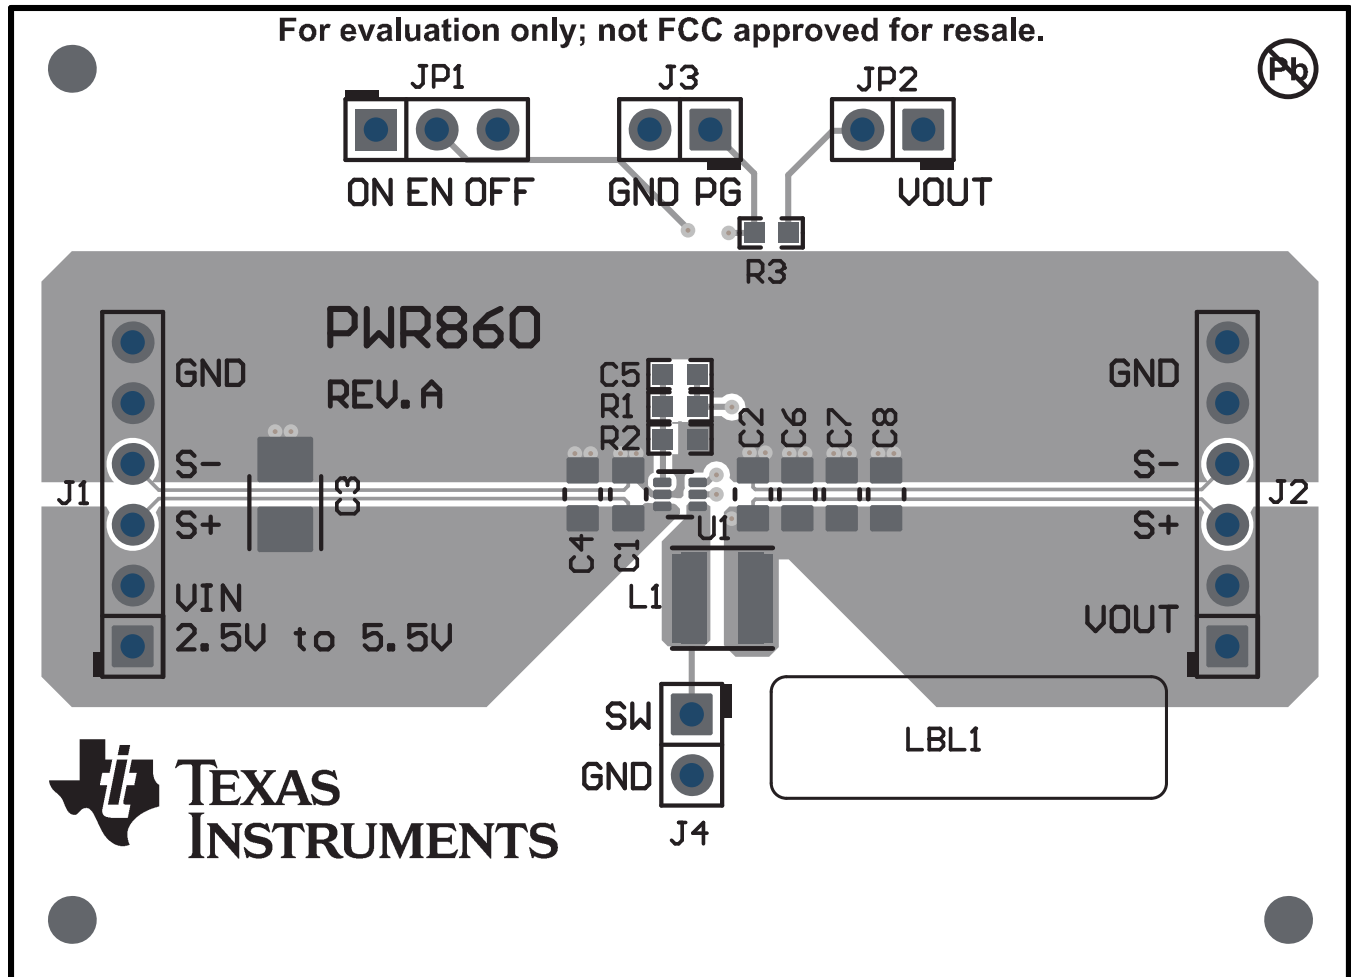 For evaluation only; not FCC approved for resale.
Pb
JP1
J3
JP2
ON EN OFF
GND PG
VOUT
R3
PWR860
REV.A
GND
S-
J1
S+
VIN
2.5V to 5.5V
C3
C5
R1
R2
C2
C6
C7
C8
C4
C1
U1
L1
GND
S-
J2
S+
VOUT
SW
GND
J4
LBL1
TEXAS
INSTRUMENTS